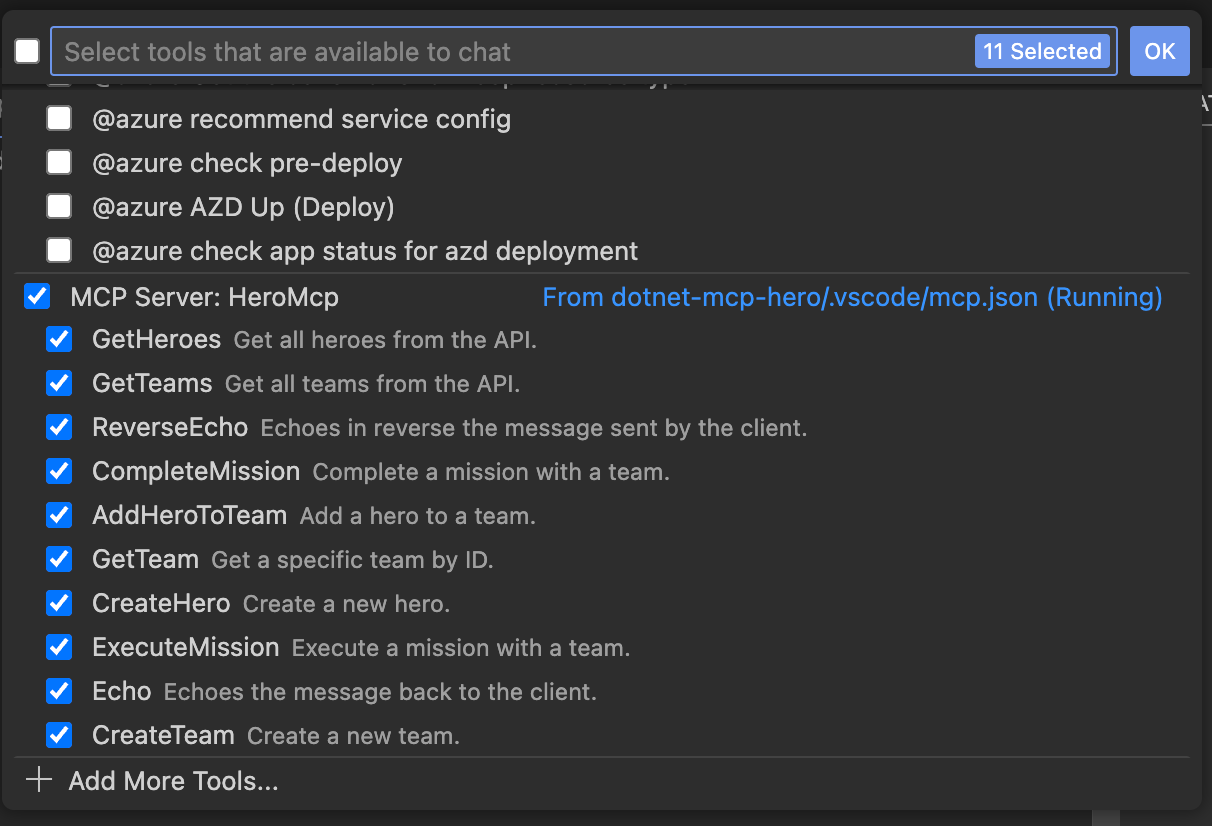 Select tools that are available to chat 11 Selected OK
@azure recommend service config
@azure check pre-deploy
@azure AZD Up (Deploy)
@azure check app status for azd deployment
MCP Server: HeroMcp From dotnet-mcp-hero/.vscode/mcp.json (Running)
GetHeroes Get all heroes from the API.
GetTeams Get all teams from the API.
ReverseEcho Echoes in reverse the message sent by the client.
CompleteMission Complete a mission with a team.
AddHeroToTeam Add a hero to a team.
GetTeam Get a specific team by ID.
CreateHero Create a new hero.
ExecuteMission Execute a mission with a team.
Echo Echoes the message back to the client.
CreateTeam Create a new team.
Add More Tools...